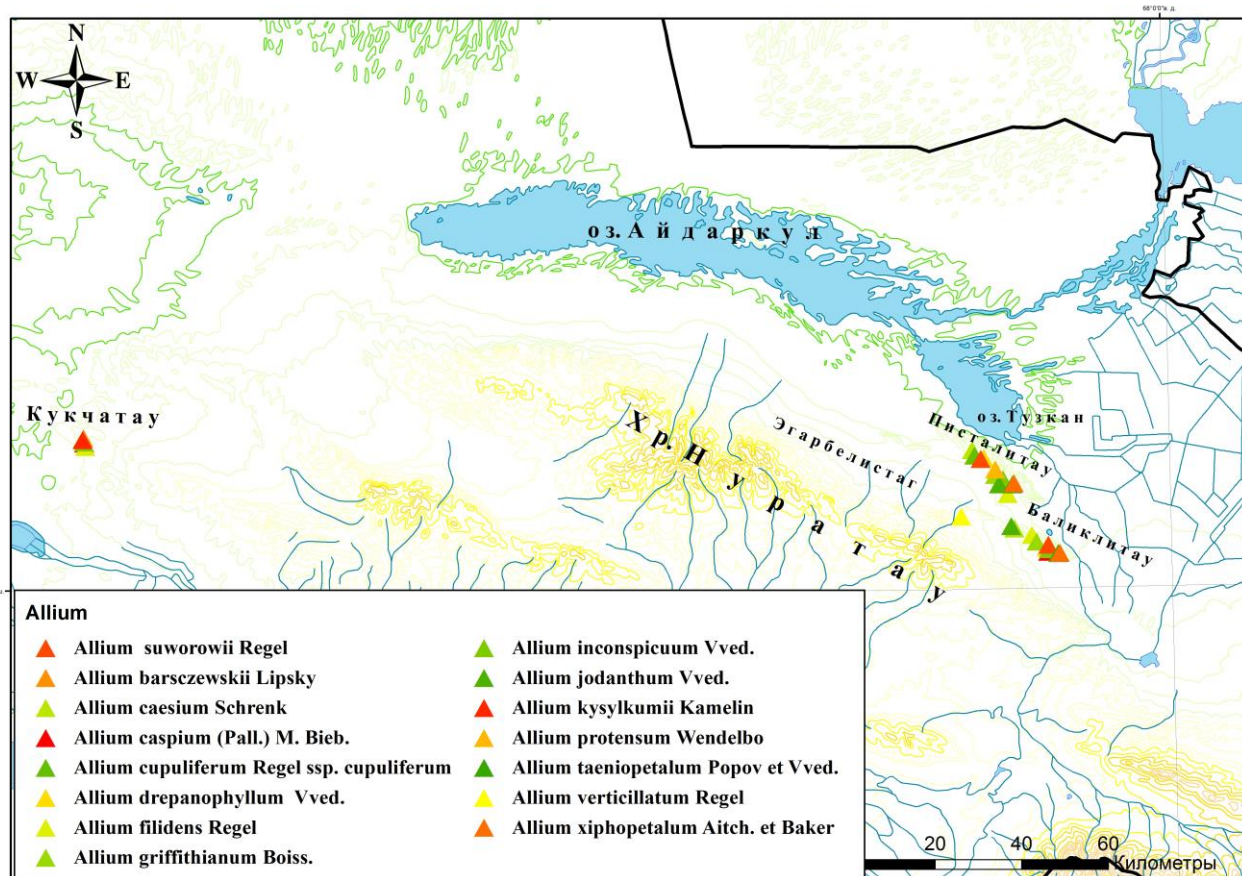 68°0'0"в. д.
N
W E
S
оз. Айдаркул
Кукчатау
оз. Тузкан
Писталитау
Эгарбелистаг
Хр. Нуратау
Баликлитау
Allium
Allium suworowii Regel
Allium barsczewskii Lipsky
Allium caesium Schrenk
Allium caspium (Pall.) M. Bieb.
Allium cupuliferum Regel ssp. cupuliferum
Allium drepanophyllum Vved.
Allium filidens Regel
Allium griffithianum Boiss.
Allium inconspicuum Vved.
Allium jodanthum Vved.
Allium kysylkumii Kamelin
Allium protensum Wendelbo
Allium taeniopetalum Popov et Vved.
Allium verticillatum Regel
Allium xiphopetalum Aitch. et Baker
20 40 60
Километры